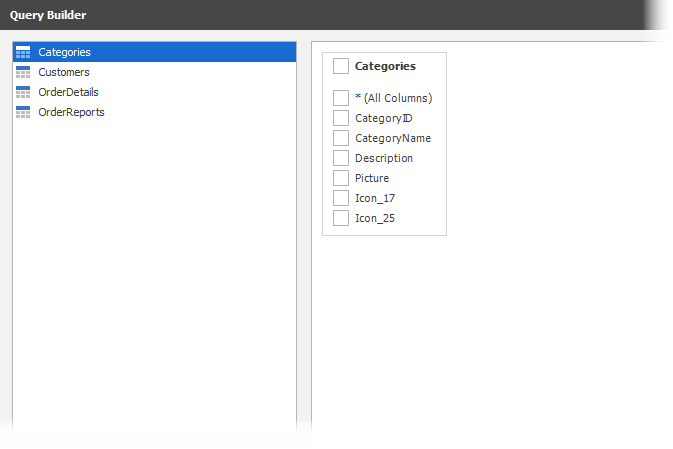 Query Builder
Categories
Customers
OrderDetails
OrderReports
Categories
* (All Columns)
CategoryID
CategoryName
Description
Picture
Icon_17
Icon_25